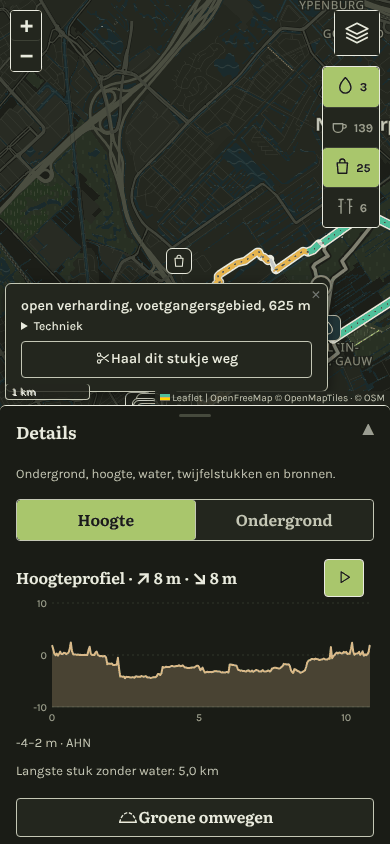 YPENBURG
+
−
3
139
25
6
open verharding, voetgangersgebied, 625 m
×
▶ Techniek
Haal dit stukje weg
GAUW
1 km
Leaflet | OpenFreeMap © OpenMapTiles · © OSM
Details
Ondergrond, hoogte, water, twijfelstukken en bronnen.
Hoogte
Ondergrond
Hoogteprofiel · ↗ 8 m · ↘ 8 m
10
0
-10
0
5
10
-4–2 m · AHN
Langste stuk zonder water: 5,0 km
Groene omwegen